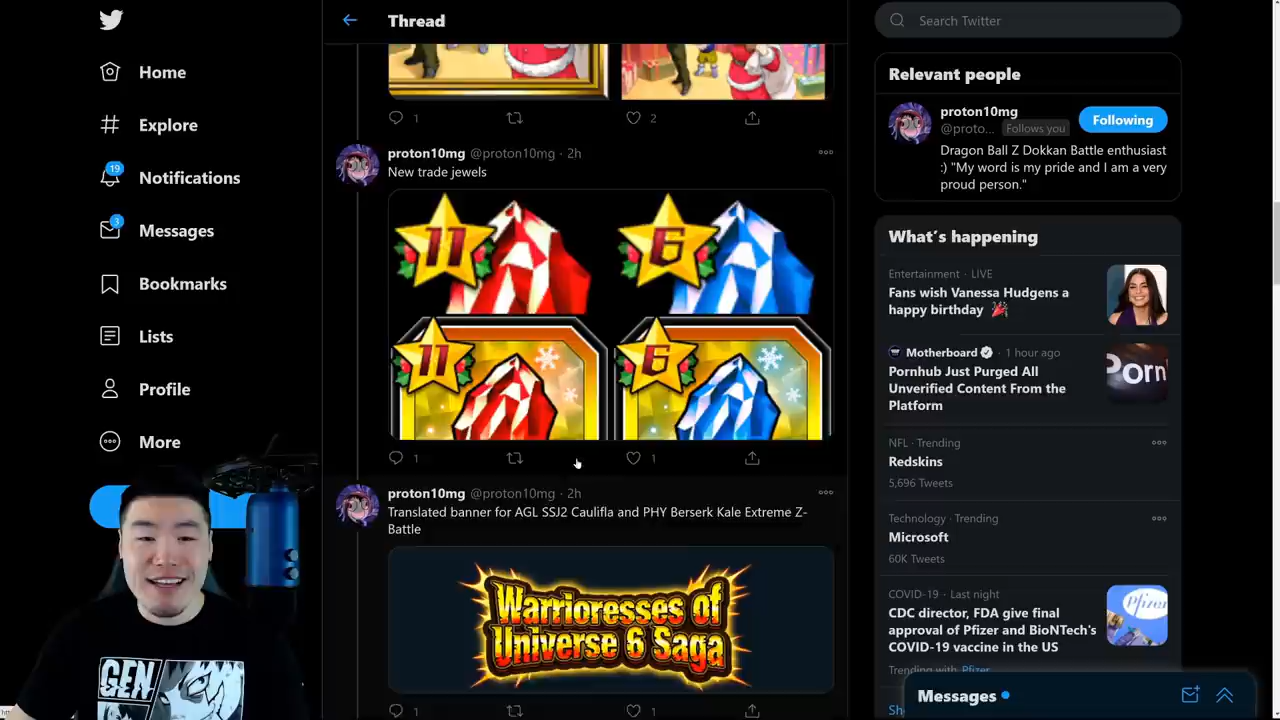 Thread
Search Twitter
Home
Explore
19
Notifications
3
Messages
Bookmarks
Lists
Profile
More
1
2
proton10mg @proton10mg · 2h
New trade jewels
11
6
11
6
1
1
proton10mg @proton10mg · 2h
Translated banner for AGL SSJ2 Caulifla and PHY Berserk Kale Extreme Z-
Battle
Warrioresses of
Universe 6 Saga
1
1
Relevant people
proton10mg
@proto... Follows you
Following
Dragon Ball Z Dokkan Battle enthusiast
:) "My word is my pride and I am a very
proud person."
What's happening
Entertainment · LIVE
Fans wish Vanessa Hudgens a
happy birthday
Motherboard · 1 hour ago
Pornhub Just Purged All
Unverified Content From the
Platform
Porn
NFL · Trending
Redskins
5,696 Tweets
Technology · Trending
Microsoft
60K Tweets
COVID-19 · Last night
CDC director, FDA give final
approval of Pfizer and BioNTech's
COVID-19 vaccine in the US
Pfizer
Trending with Pfizer
Sh
Messages
GEN